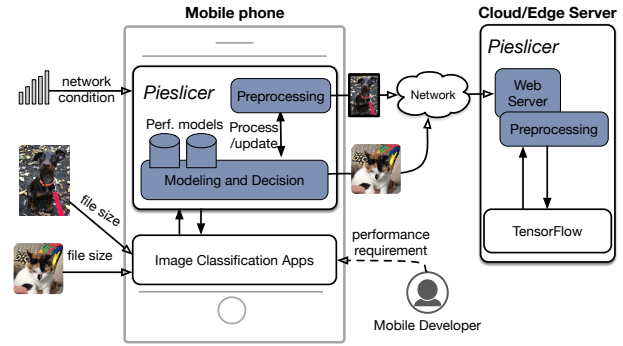 Mobile phone
Cloud/Edge Server
network
condition
Pieslicer
Preprocessing
Perf. models
Process
/update
Modeling and Decision
Network
Pieslicer
Web
Server
Preprocessing
TensorFlow
file size
file size
Image Classification Apps
performance
requirement
Mobile Developer